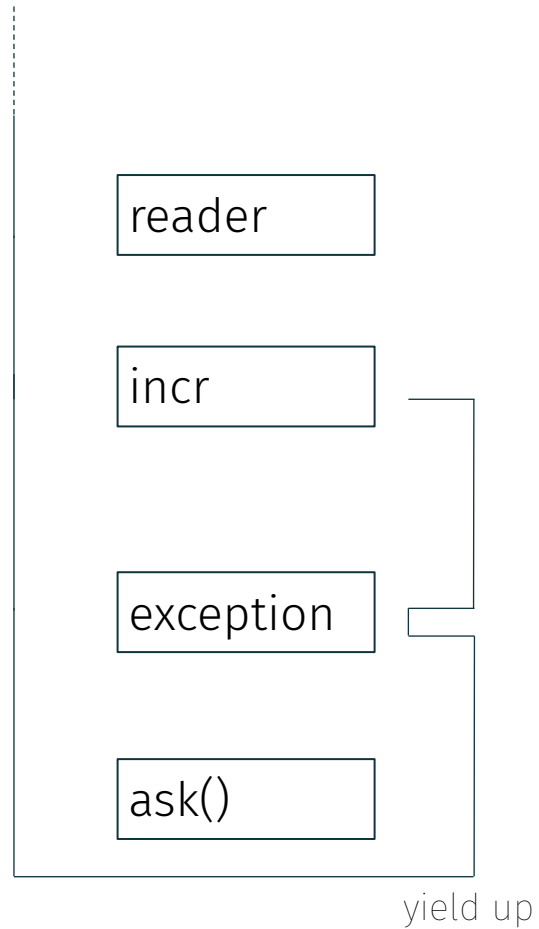 reader
incr
exception
ask()
yield up